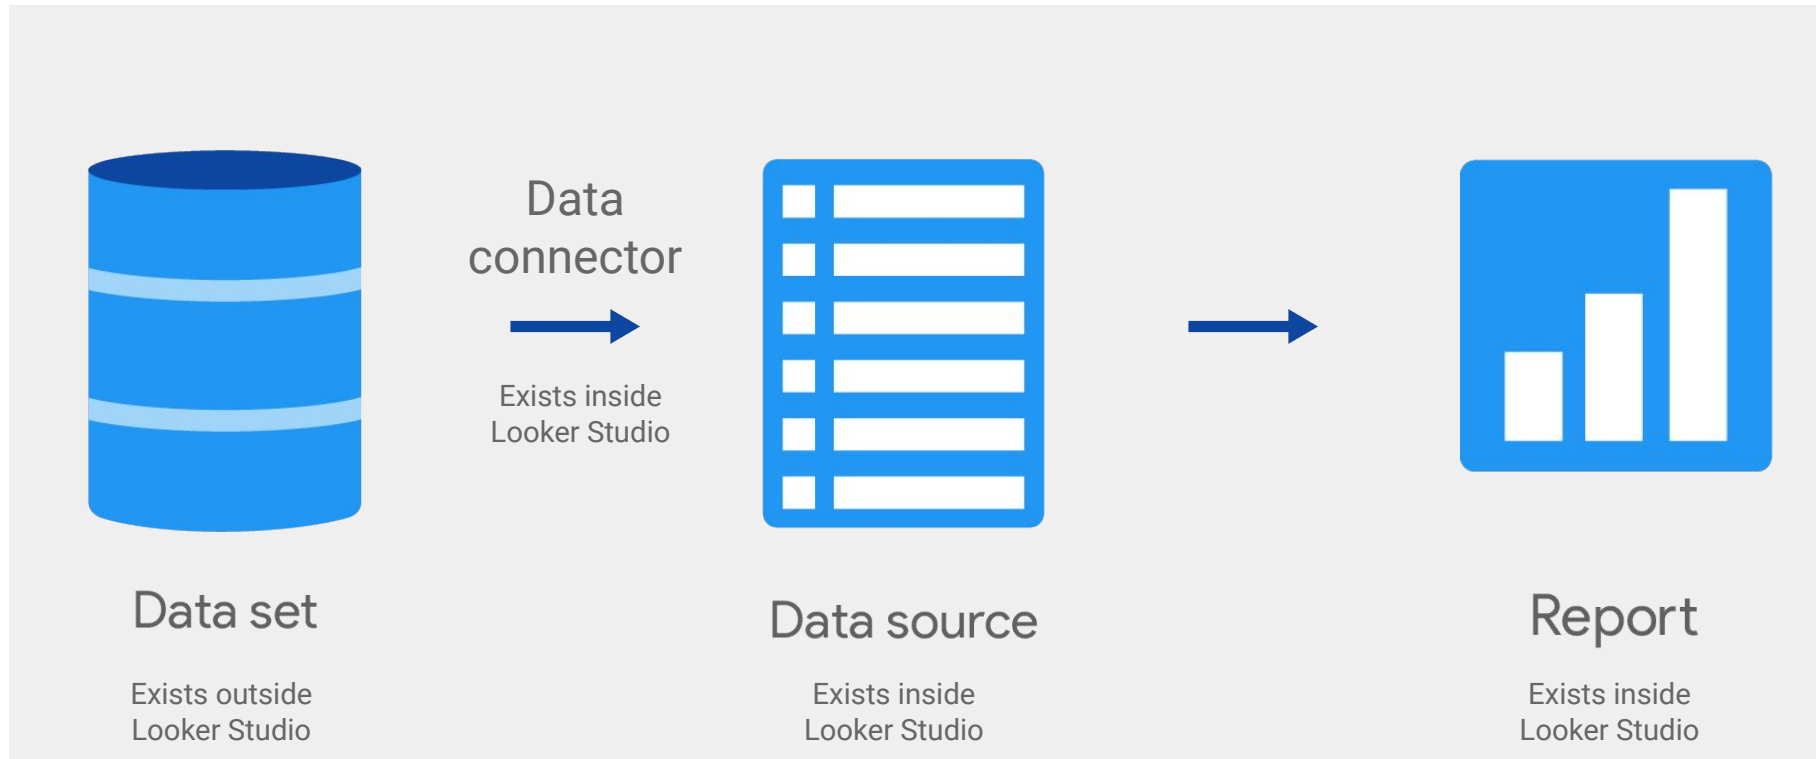 Data
connector
Exists inside
Looker Studio
Data set
Exists outside
Looker Studio
Data source
Exists inside
Looker Studio
Report
Exists inside
Looker Studio